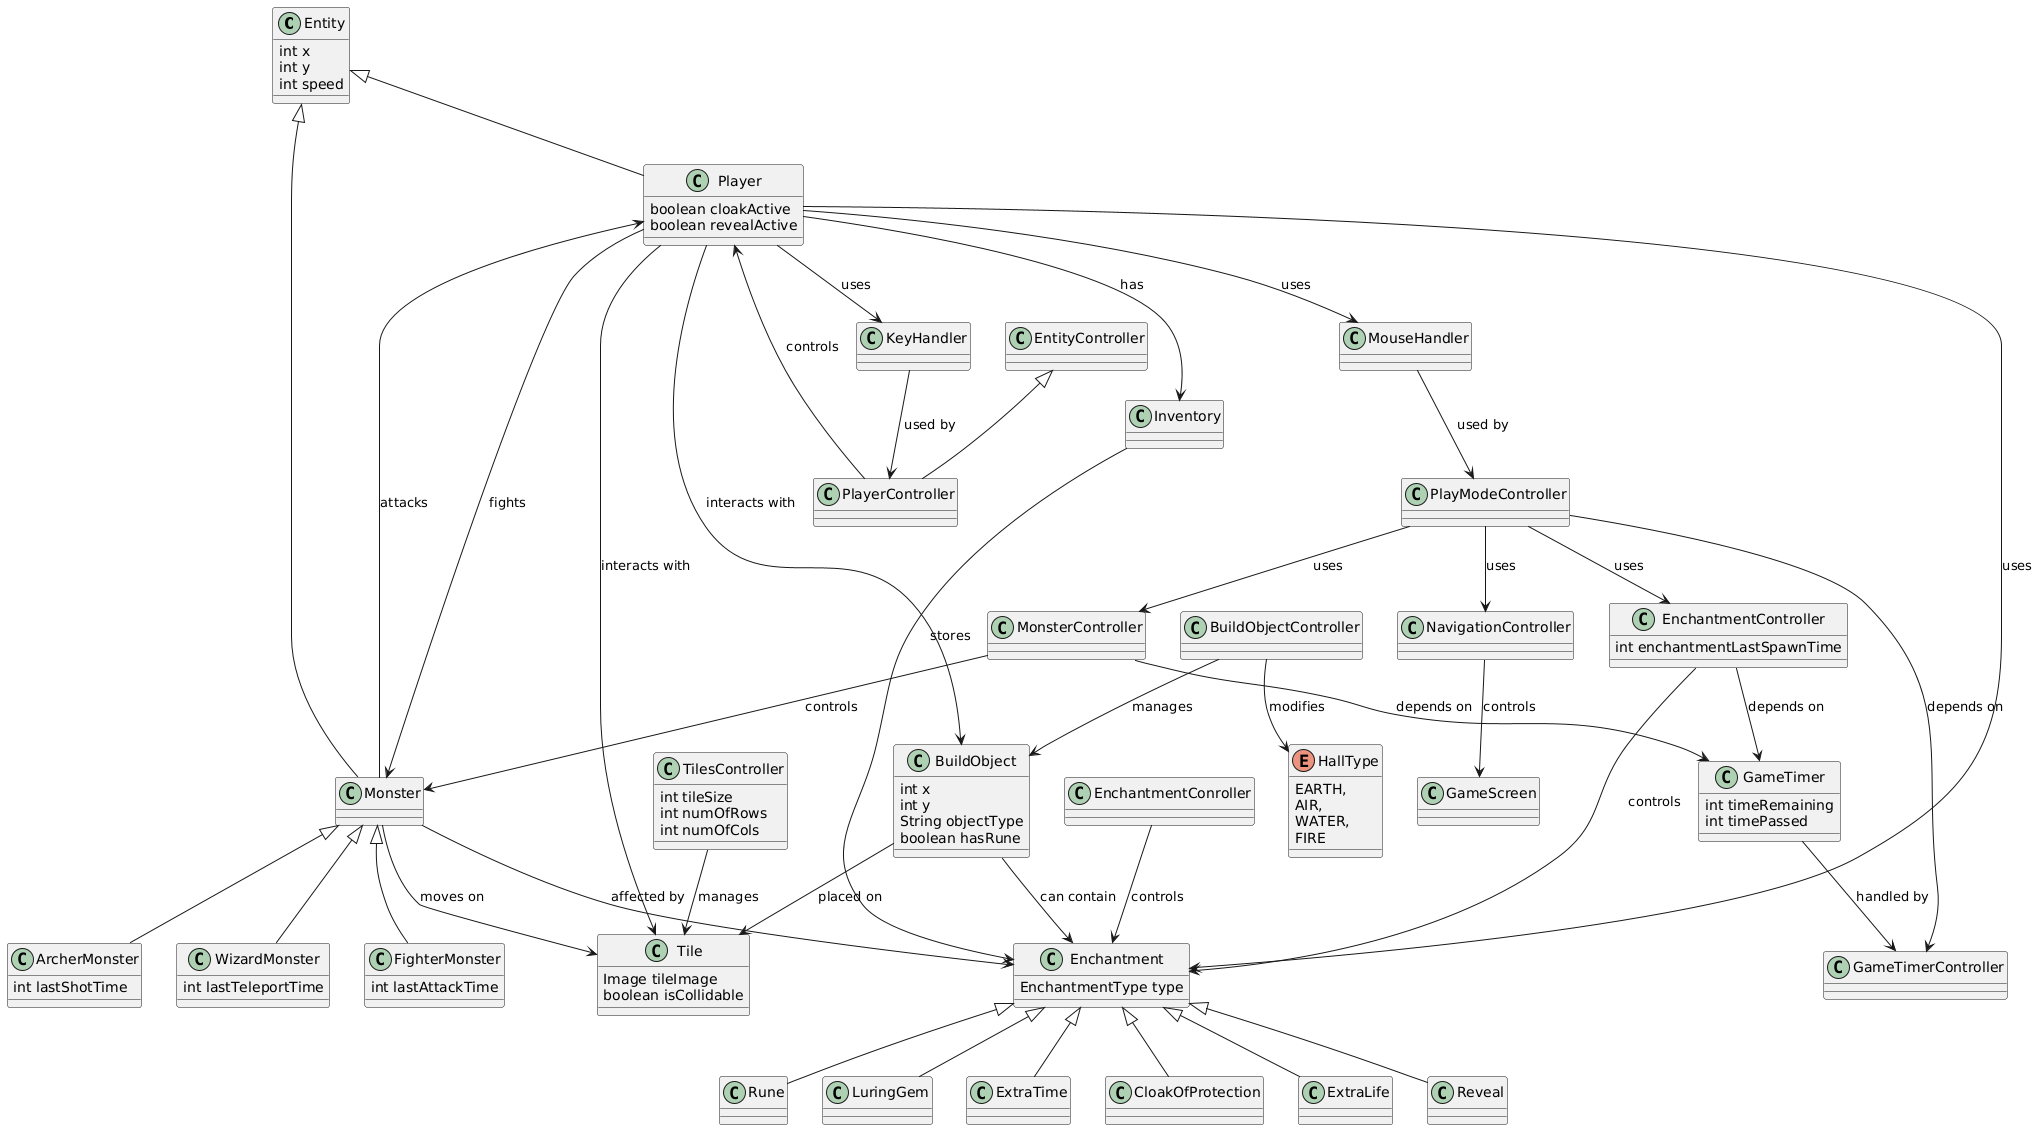 C Entity
int x
int y
int speed
C Player
boolean cloakActive
boolean revealActive
uses
has
uses
C KeyHandler
C EntityController
C MouseHandler
controls
C Inventory
used by
used by
C PlayerController
C PlayModeController
attacks
fights
interacts with
interacts with
uses
uses
uses
uses
stores
C MonsterController
C BuildObjectController
C NavigationController
C EnchantmentController
int enchantmentLastSpawnTime
controls
manages
modifies
depends on
controls
depends on
controls
depends on
C Monster
C TilesController
int tileSize
int numOfRows
int numOfCols
C BuildObject
int x
int y
String objectType
boolean hasRune
C EnchantmentConroller
E HallType
EARTH,
AIR,
WATER,
FIRE
C GameScreen
C GameTimer
int timeRemaining
int timePassed
moves on
affected by
manages
placed on
can contain
controls
handled by
C ArcherMonster
int lastShotTime
C WizardMonster
int lastTeleportTime
C FighterMonster
int lastAttackTime
C Tile
Image tileImage
boolean isCollidable
C Enchantment
EnchantmentType type
C GameTimerController
C Rune
C LuringGem
C ExtraTime
C CloakOfProtection
C ExtraLife
C Reveal